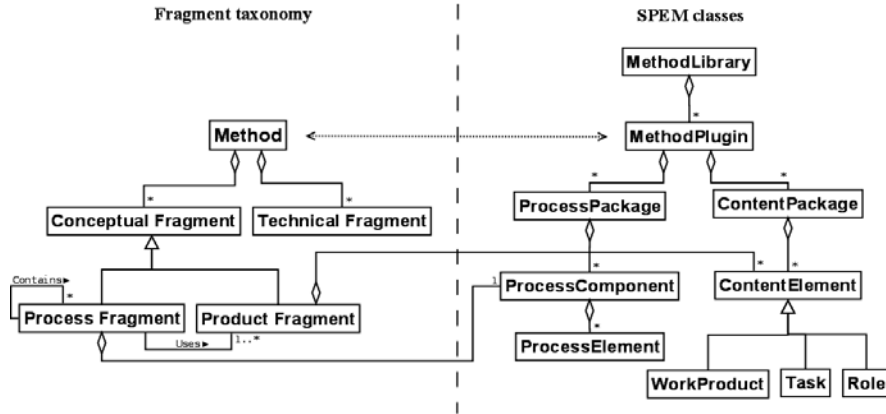 Fragment taxonomy
SPEM classes
MethodLibrary
*
Method
MethodPlugin
*
*
*
*
Conceptual Fragment
Technical Fragment
ProcessPackage
ContentPackage
Contains►
*
*
*
*
1
Process Fragment
Product Fragment
ProcessComponent
ContentElement
Uses►
1..*
*
ProcessElement
WorkProduct
Task
Role